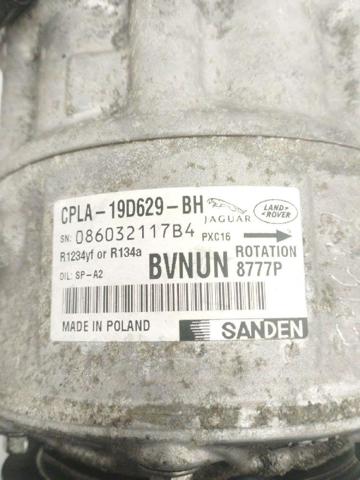 CPLA-19D629-BH JAGUAR LAND ROVER
SN: 086032117B4 PXC16
R1234yf or R134a BVNUN ROTATION
OIL: SP-A2 8777P
MADE IN POLAND SANDEN